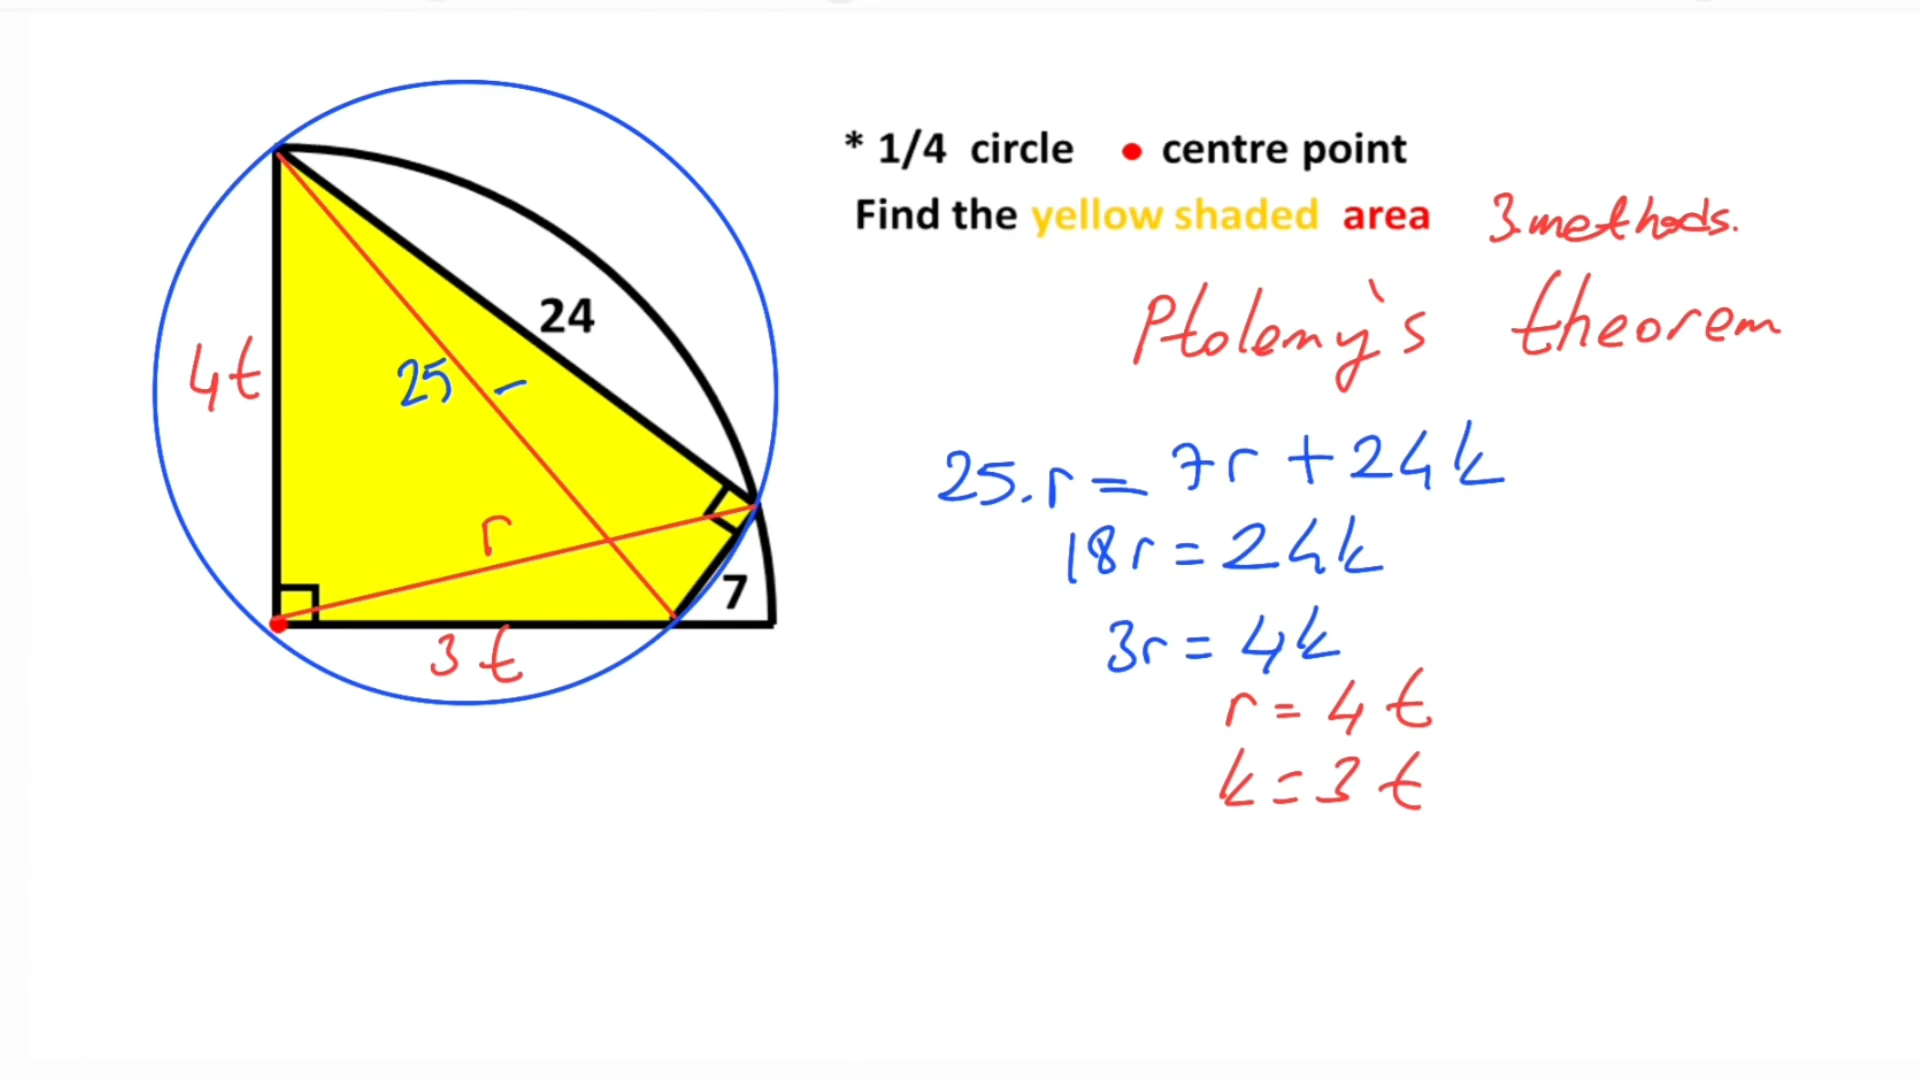 * 1/4 circle • centre point
Find the yellow shaded area 3 methods.
Ptolemy's theorem
24
4t
25
25.r = 7r + 24k
r
18r = 24k
7
3r = 4k
3t
r = 4t
k = 3t